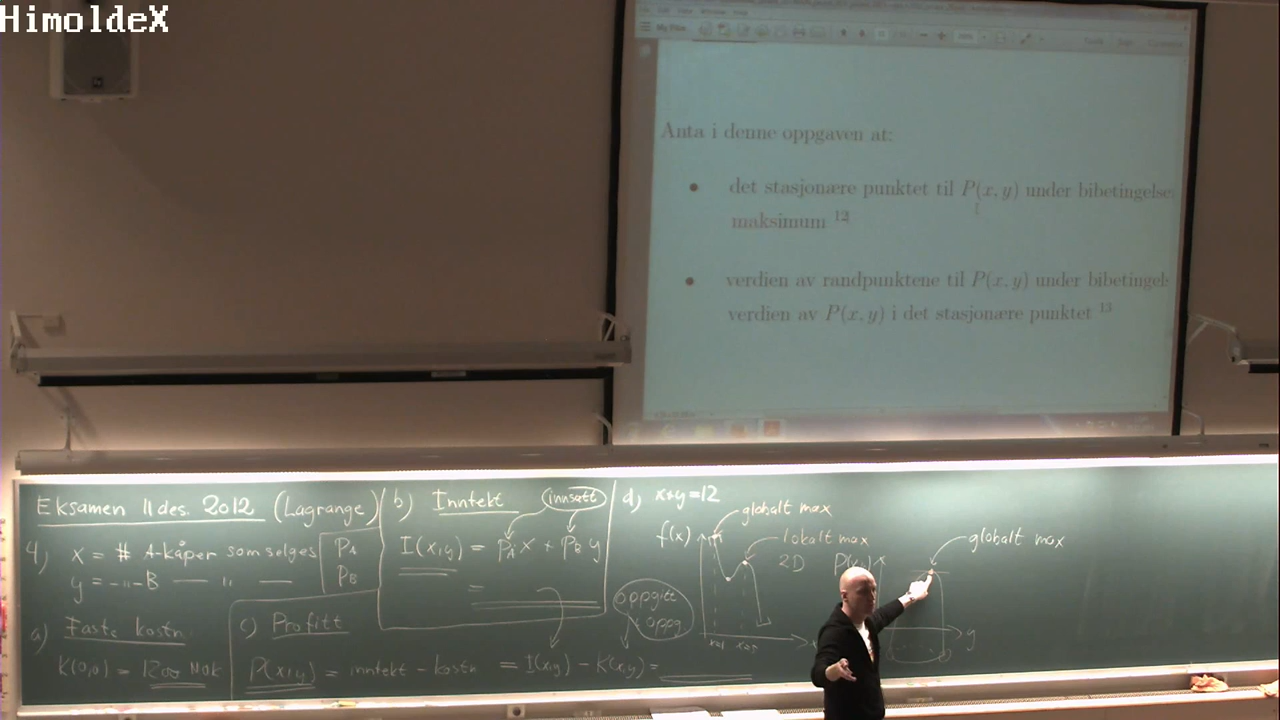 HimoldeX
My Files
Anta i denne oppgaven at:
• det stasjonære punktet til P(x, y) under bibetingelse
maksimum 12
• verdien av randpunktene til P(x, y) under bibetingel
verdien av P(x, y) i det stasjonære punktet 13
Eksamen 11 des. 2012 (Lagrange)
4) x = # A-kåper som selges
y = -"- B — " —
PA
PB
a) Faste kostn.
K(0,0) = 1200 NOK
b) Inntekt
innsatt
I(x,y) = PA x + PB y
=
c) Profitt
P(x,y) = inntekt - kostn = I(x,y) - K(x,y) =
oppgitt
i oppg.
d) x+y=12
f(x)
globalt max
lokalt max
2D
globalt max
y